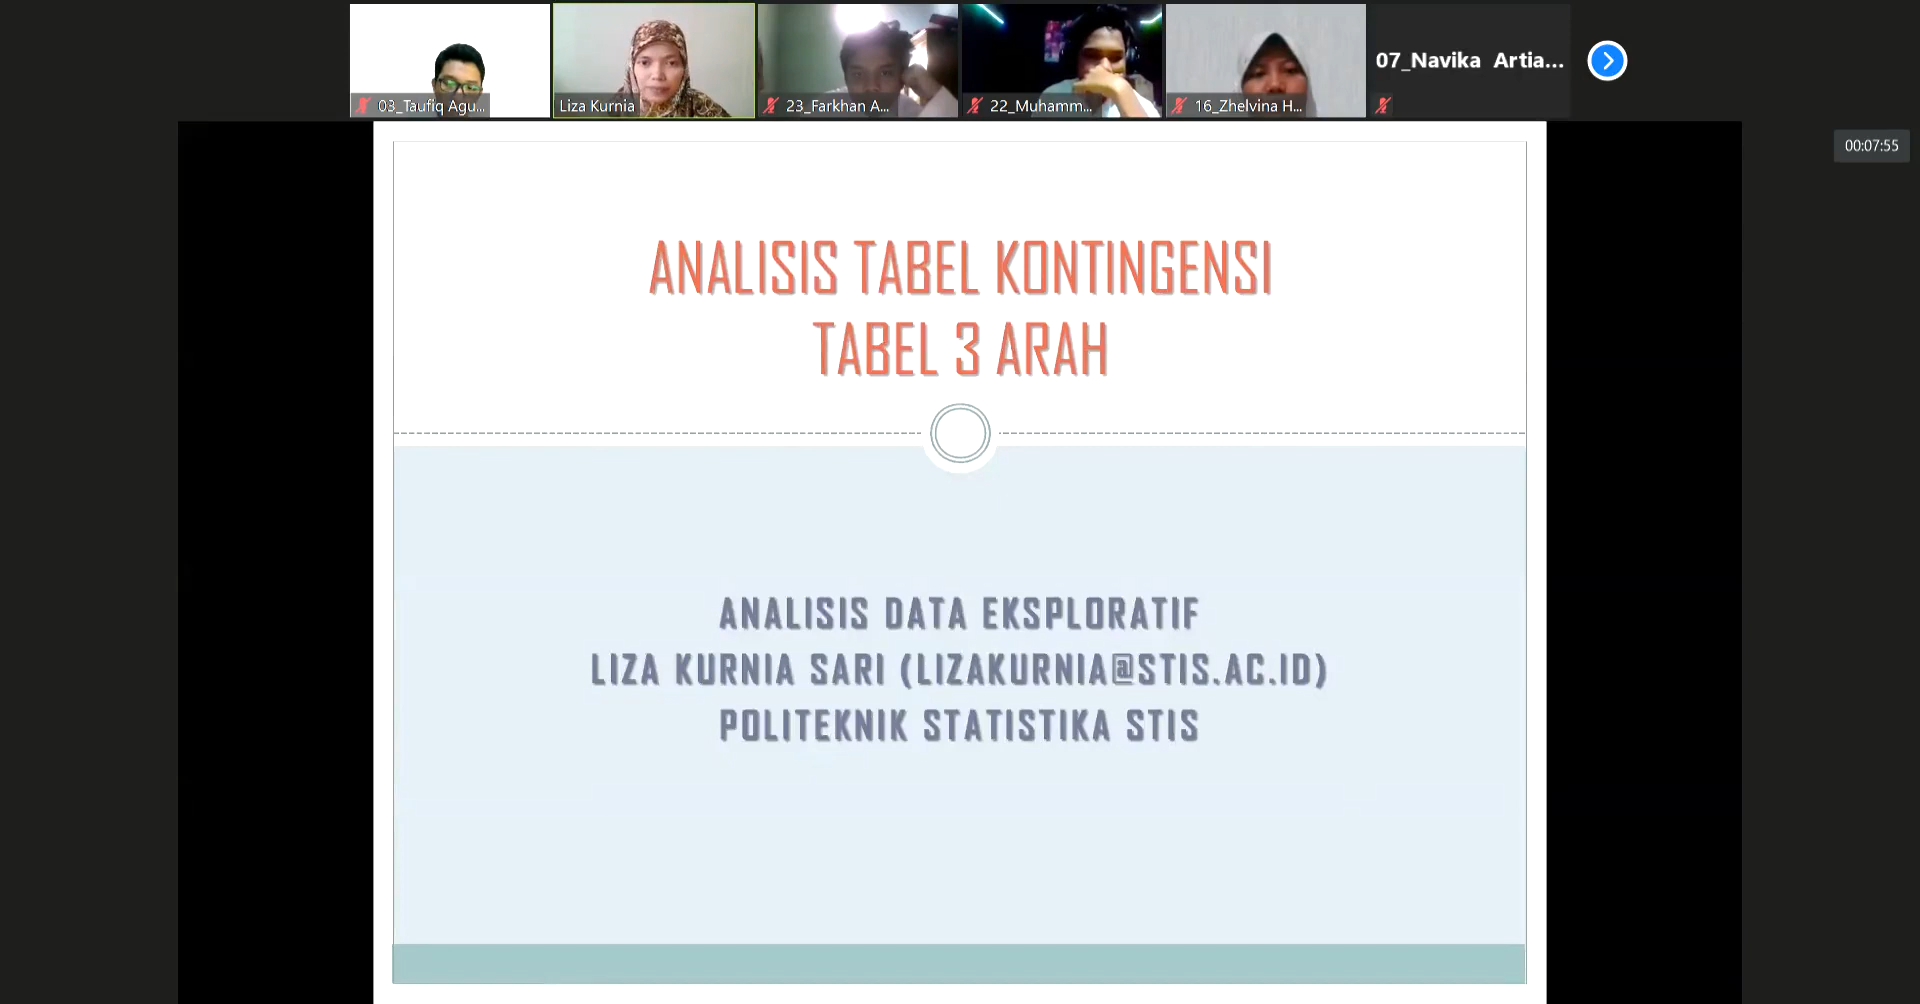 03_Taufiq Agu...
Liza Kurnia
23_Farkhan A...
22_Muhamm...
16_Zhelvina H...
07_Navika Artia...
00:07:55
ANALISIS TABEL KONTINGENSI
TABEL 3 ARAH
ANALISIS DATA EKSPLORATIF
LIZA KURNIA SARI (LIZAKURNIA@STIS.AC.ID)
POLITEKNIK STATISTIKA STIS